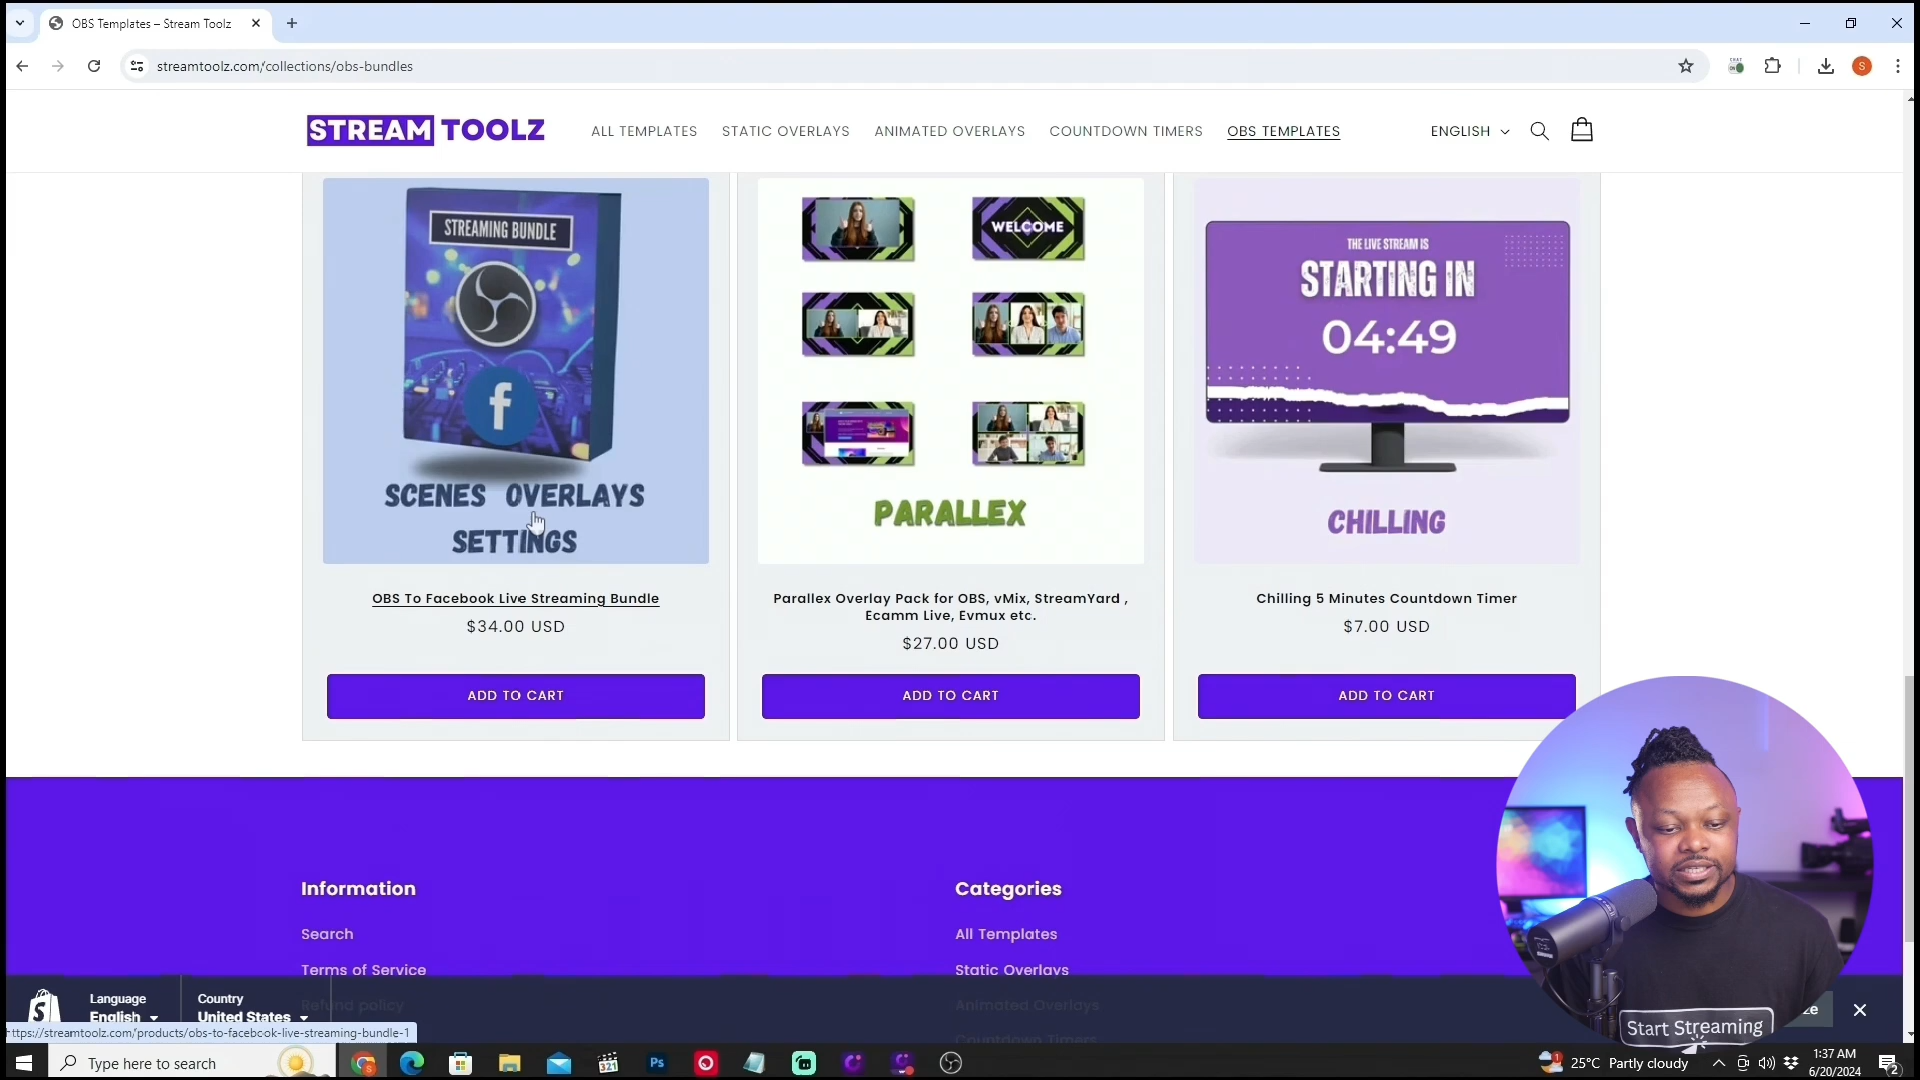 OBS Templates – Stream Toolz
streamtoolz.com/collections/obs-bundles
CHAT
S
STREAM TOOLZ
ALL TEMPLATES
STATIC OVERLAYS
ANIMATED OVERLAYS
COUNTDOWN TIMERS
OBS TEMPLATES
ENGLISH
STREAMING BUNDLE
f
SCENES OVERLAYS
SETTINGS
OBS To Facebook Live Streaming Bundle
$34.00 USD
ADD TO CART
WELCOME
PARALLEX
Parallex Overlay Pack for OBS, vMix, StreamYard ,
Ecamm Live, Evmux etc.
$27.00 USD
ADD TO CART
THE LIVE STREAM IS
STARTING IN
04:49
CHILLING
Chilling 5 Minutes Countdown Timer
$7.00 USD
ADD TO CART
Information
Search
Terms of Service
Refund policy
Categories
All Templates
Static Overlays
Animated Overlays
Countdown Timers
Language
English
Country
United States
https://streamtoolz.com/products/obs-to-facebook-live-streaming-bundle-1
Start Streaming
Type here to search
321
Ps
1
25°C Partly cloudy
1:37 AM
6/20/2024
2